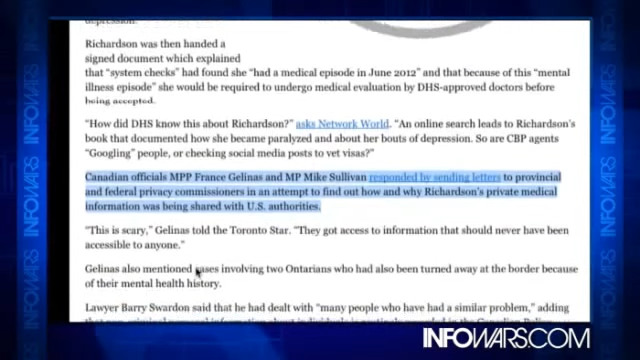 depression.
Richardson was then handed a
signed document which explained
that “system checks” had found she “had a medical episode in June 2012” and that because of this “mental
illness episode” she would be required to undergo medical evaluation by DHS-approved doctors before
being accepted.
“How did DHS know this about Richardson?” asks Network World. “An online search leads to Richardson’s
book that documented how she became paralyzed and about her bouts of depression. So are CBP agents
“Googling” people, or checking social media posts to vet visas?”
Canadian officials MPP France Gelinas and MP Mike Sullivan responded by sending letters to provincial
and federal privacy commissioners in an attempt to find out how and why Richardson’s private medical
information was being shared with U.S. authorities.
“This is scary,” Gelinas told the Toronto Star. “They got access to information that should never have been
accessible to anyone.”
Gelinas also mentioned cases involving two Ontarians who had also been turned away at the border because
of their mental health history.
Lawyer Barry Swardon said that he had dealt with “many people who have a similar problem,” adding
INFOWARS
INFOWARS
INFOWARS
INFOWARS
INFOWARS.COM